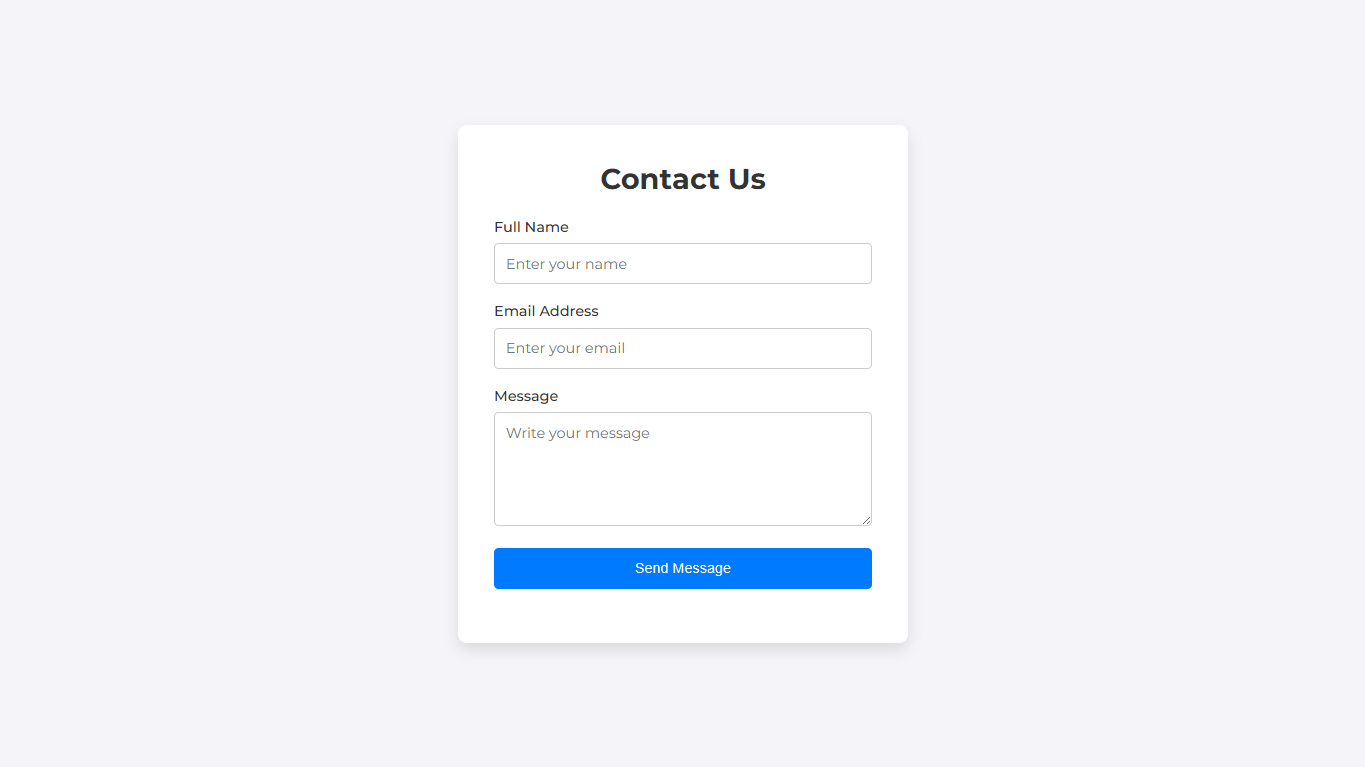 Contact Us
Full Name
Enter your name
Email Address
Enter your email
Message
Write your message
Send Message